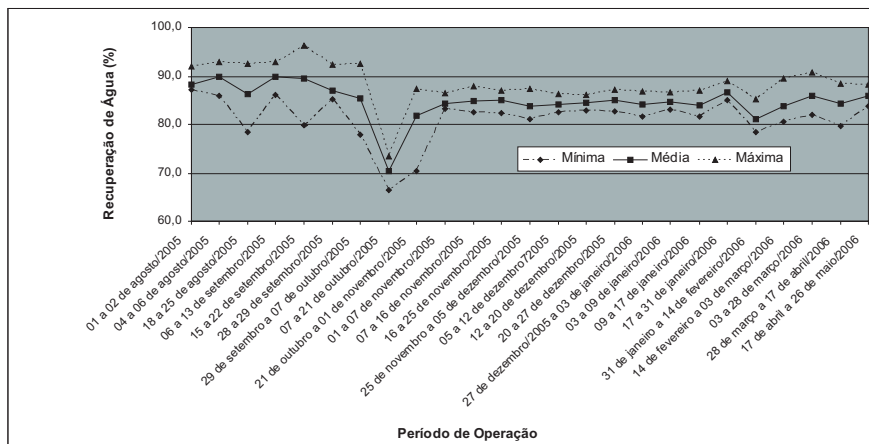 100,0
90,0
80,0
70,0
60,0
Recuperação de Água (%)
Mínima
Média
Máxima
01 a 02 de agosto/2005
04 a 06 de agosto/2005
18 a 25 de agosto/2005
06 a 13 de setembro/2005
15 a 22 de setembro/2005
28 a 29 de setembro/2005
29 de setembro a 07 de outubro/2005
07 a 21 de outubro/2005
21 de outubro a 01 de novembro/2005
01 a 07 de novembro/2005
07 a 16 de novembro/2005
16 a 25 de novembro/2005
25 de novembro a 05 de dezembro/2005
05 a 12 de dezembro/2005
12 a 20 de dezembro/2005
20 a 27 de dezembro/2005
27 de dezembro/2005 a 03 de janeiro/2006
03 a 09 de janeiro/2006
09 a 17 de janeiro/2006
17 a 31 de janeiro/2006
31 de janeiro a 14 de fevereiro/2006
14 de fevereiro a 03 de março/2006
03 a 28 de março/2006
28 de março a 17 de abril/2006
17 de abril a 26 de maio/2006
Período de Operação